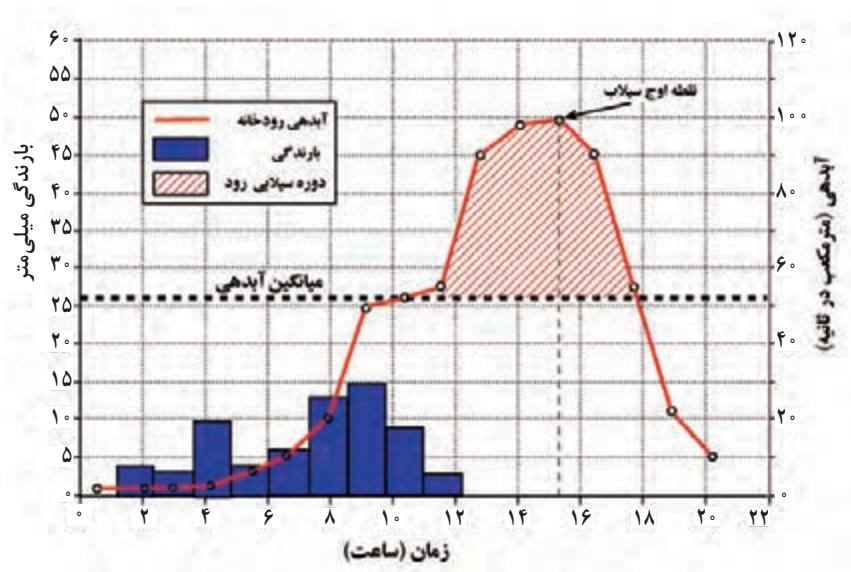 نقطه اوج سیلاب
آبدهی رودخانه
بارندگی
دوره سیلابی رود
میانگین آبدهی
بارندگی میلی‌متر
۶۰
۵۵
۵۰
۴۵
۴۰
۳۵
۳۰
۲۵
۲۰
۱۵
۱۰
۵
۰
آبدهی (مترمکعب در ثانیه)
۱۲۰
۱۰۰
۸۰
۶۰
۴۰
۲۰
۰
۰ ۲ ۴ ۶ ۸ ۱۰ ۱۲ ۱۴ ۱۶ ۱۸ ۲۰ ۲۲
زمان (ساعت)